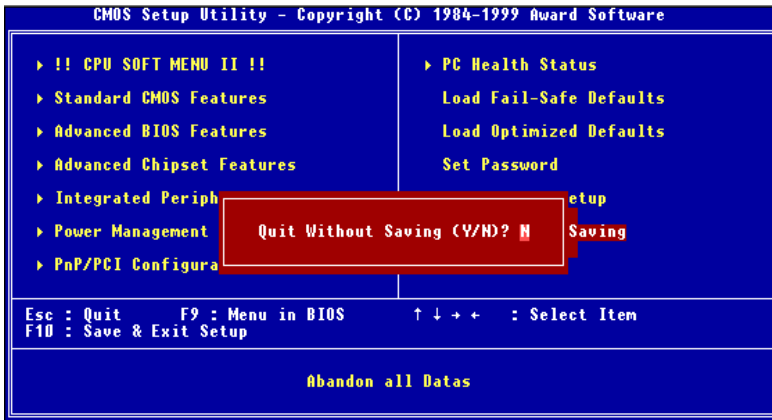 CMOS Setup Utility – Copyright (C) 1984–1999 Award Software
!! CPU SOFT MENU II !!
Standard CMOS Features
Advanced BIOS Features
Advanced Chipset Features
Integrated Periph
Power Management
PnP/PCI Configura
PC Health Status
Load Fail-Safe Defaults
Load Optimized Defaults
Set Password
etup
Saving
Quit Without Saving (Y/N)? N
Esc : Quit F9 : Menu in BIOS ↑ ↓ → ← : Select Item
F10 : Save & Exit Setup
Abandon all Datas